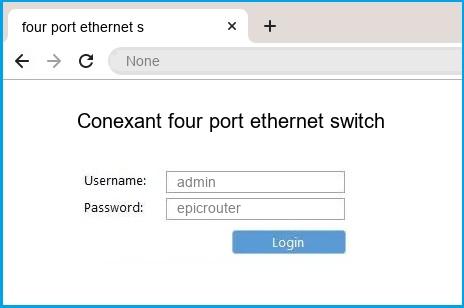 four port ethernet s
None
Conexant four port ethernet switch
Username: admin
Password: epicrouter
Login